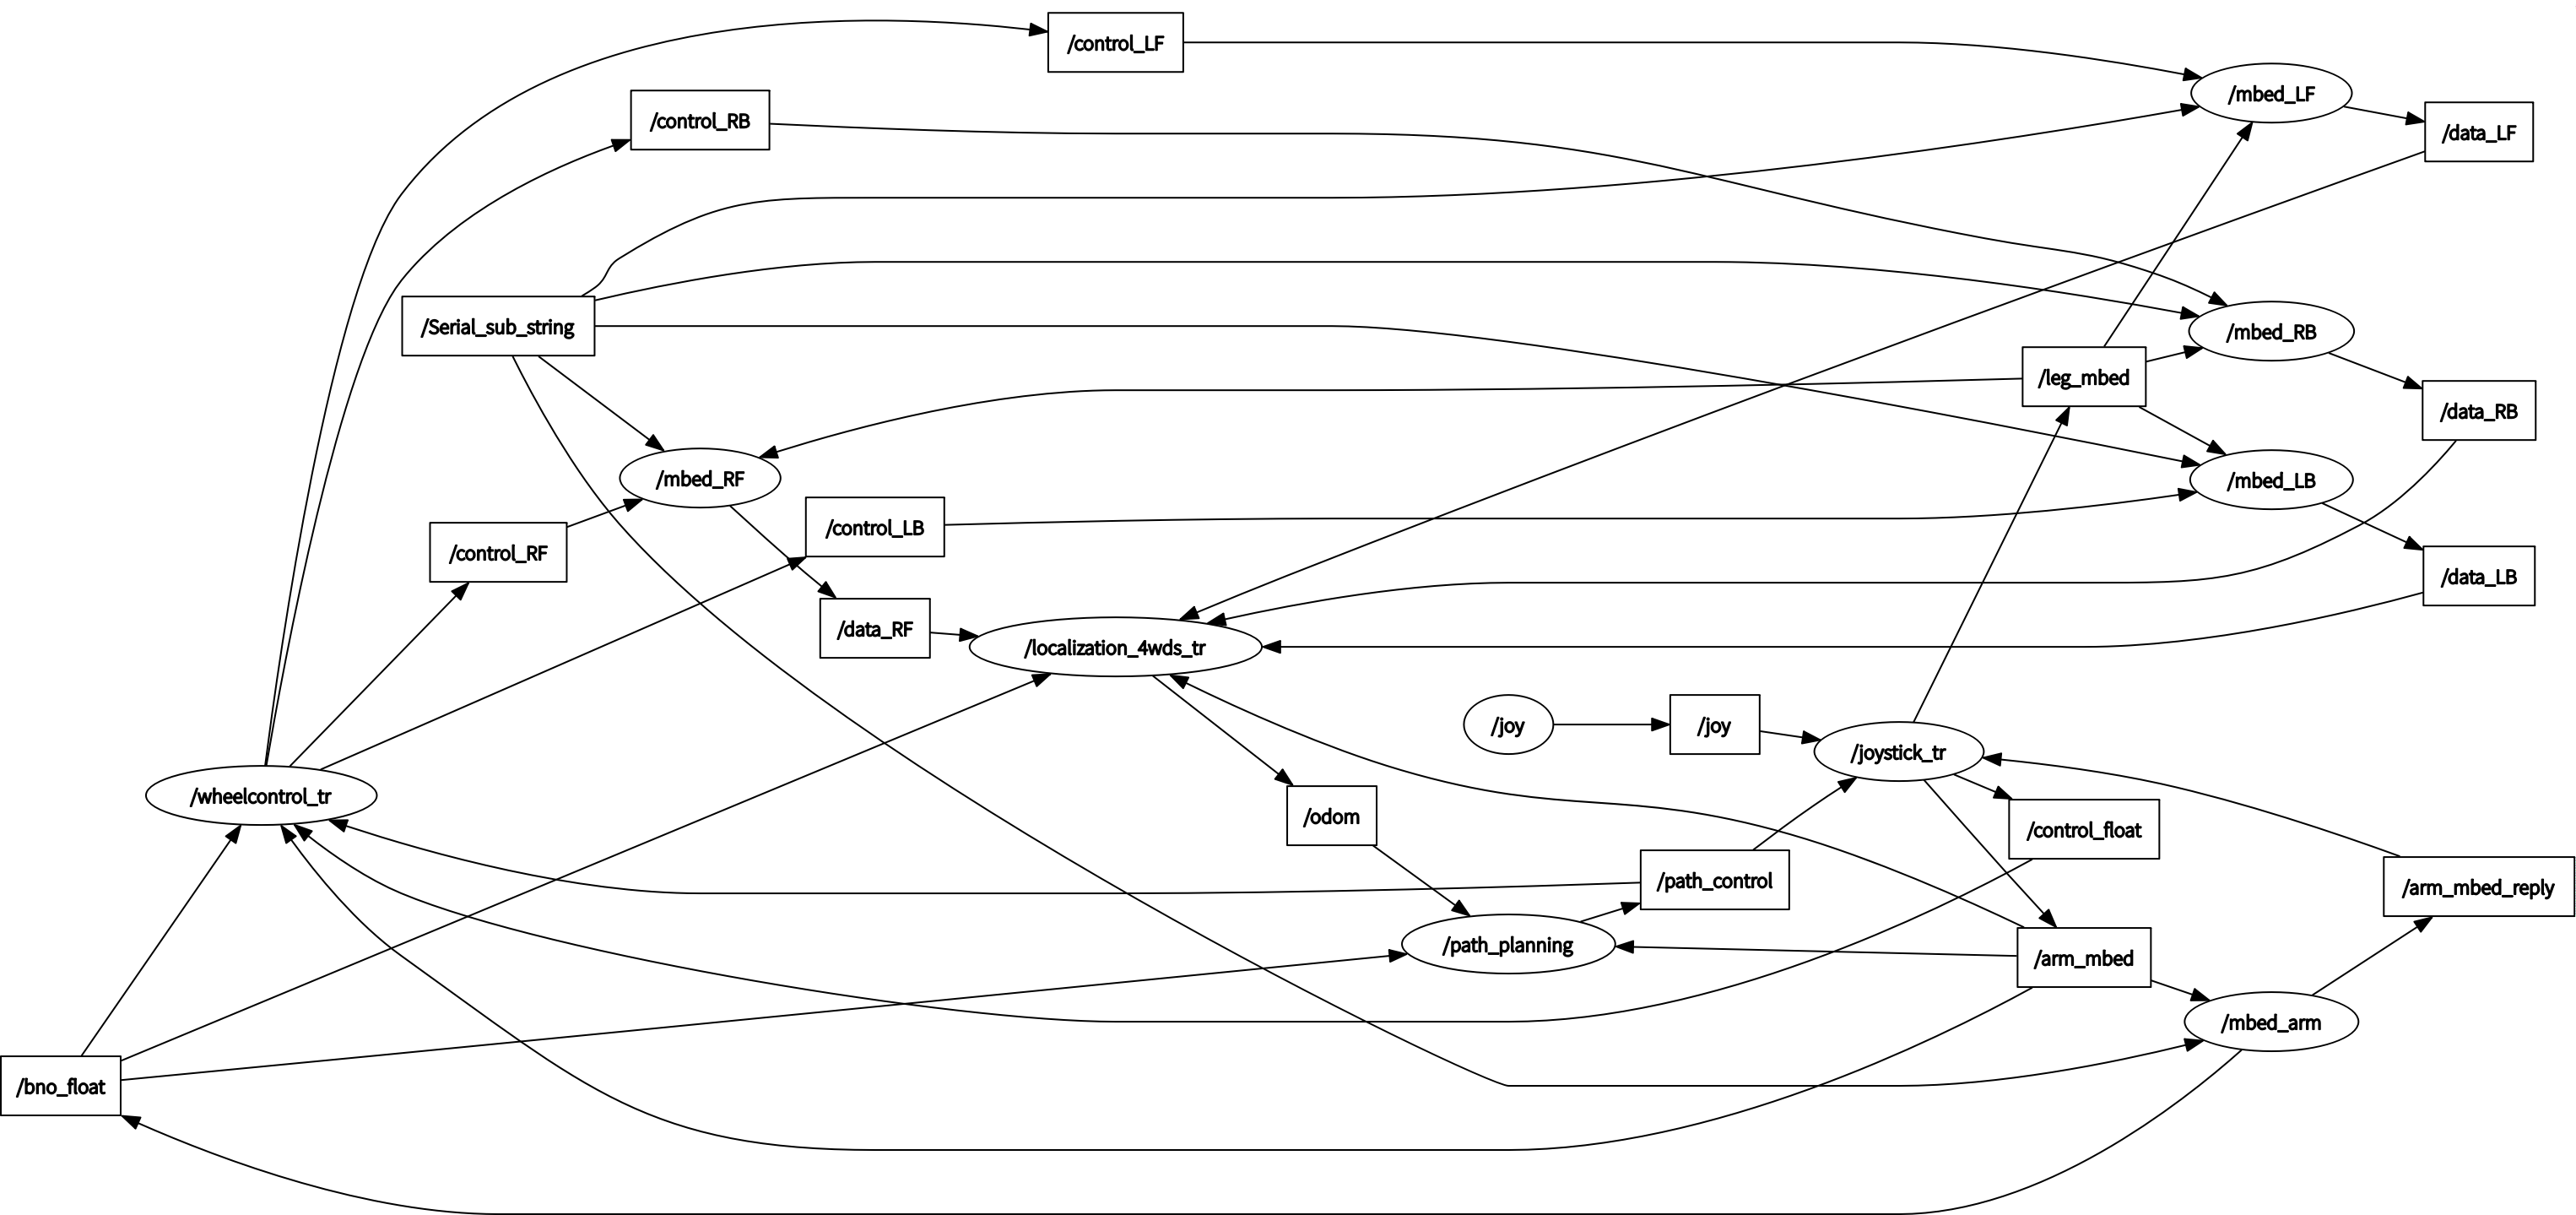 /control_LF
/mbed_LF
/control_RB
/data_LF
/Serial_sub_string
/mbed_RB
/leg_mbed
/data_RB
/mbed_RF
/mbed_LB
/control_LB
/control_RF
/data_LB
/data_RF
/localization_4wds_tr
/joy
/joy
/joystick_tr
/wheelcontrol_tr
/odom
/control_float
/path_control
/arm_mbed_reply
/path_planning
/arm_mbed
/mbed_arm
/bno_float